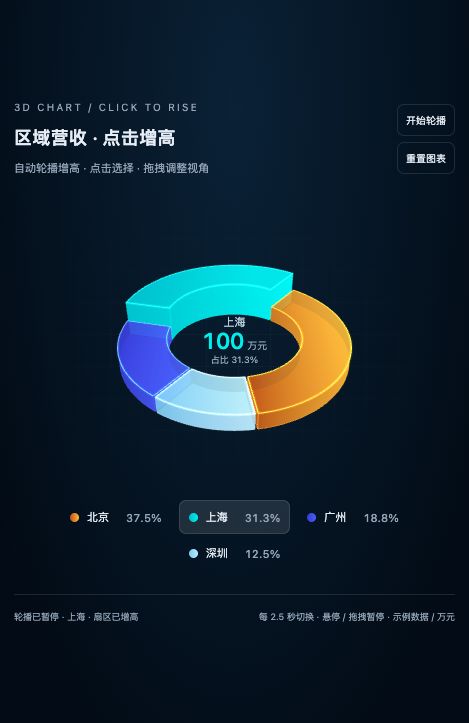 3D CHART / CLICK TO RISE
区域营收 · 点击增高
自动轮播增高 · 点击选择 · 拖拽调整视角
开始轮播
重置图表
上海
100 万元
占比 31.3%
北京 37.5% 上海 31.3% 广州 18.8%
深圳 12.5%
轮播已暂停 · 上海 · 扇区已增高 每 2.5 秒切换 · 悬停 / 拖拽暂停 · 示例数据 / 万元